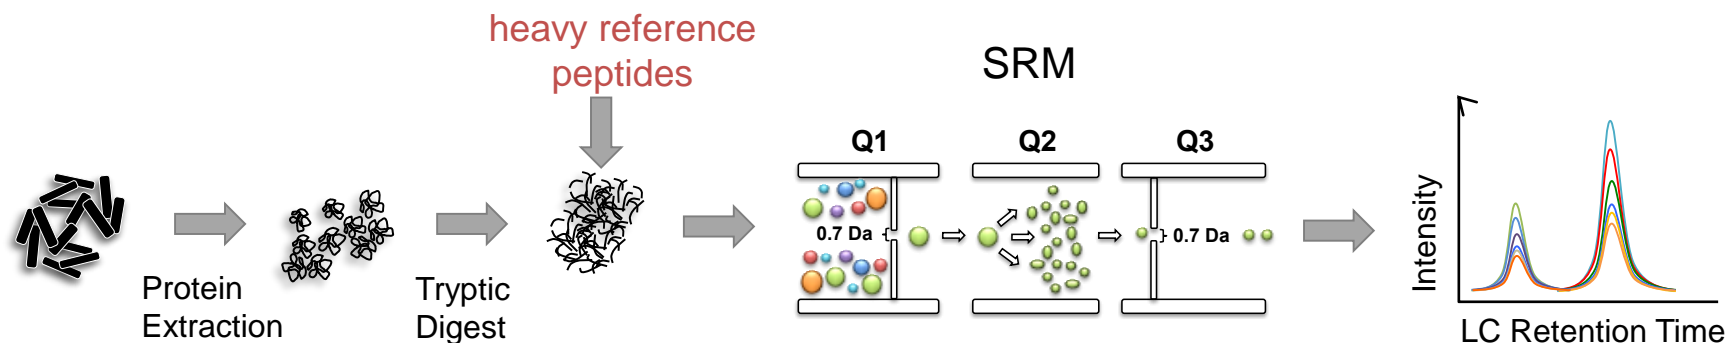 heavy reference
peptides
SRM
Q1
Q2
Q3
0.7 Da
0.7 Da
Protein
Extraction
Tryptic
Digest
Intensity
LC Retention Time